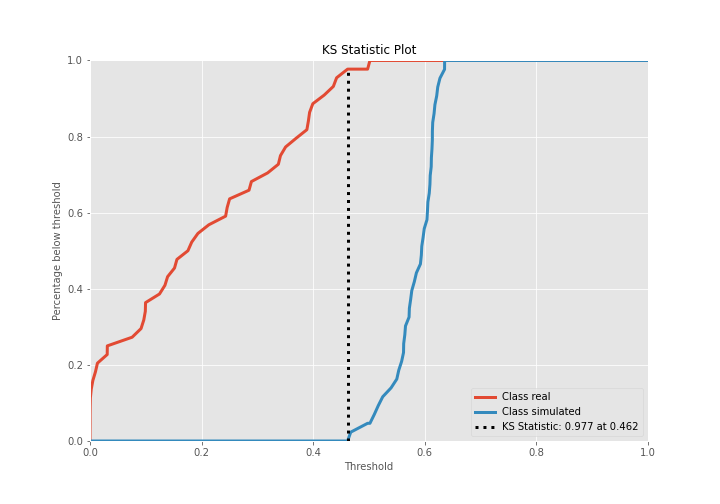 KS Statistic Plot
1.0
0.8
0.6
0.4
0.2
0.0
Percentage below threshold
Class real
Class simulated
KS Statistic: 0.977 at 0.462
0.0 0.2 0.4 0.6 0.8 1.0
Threshold